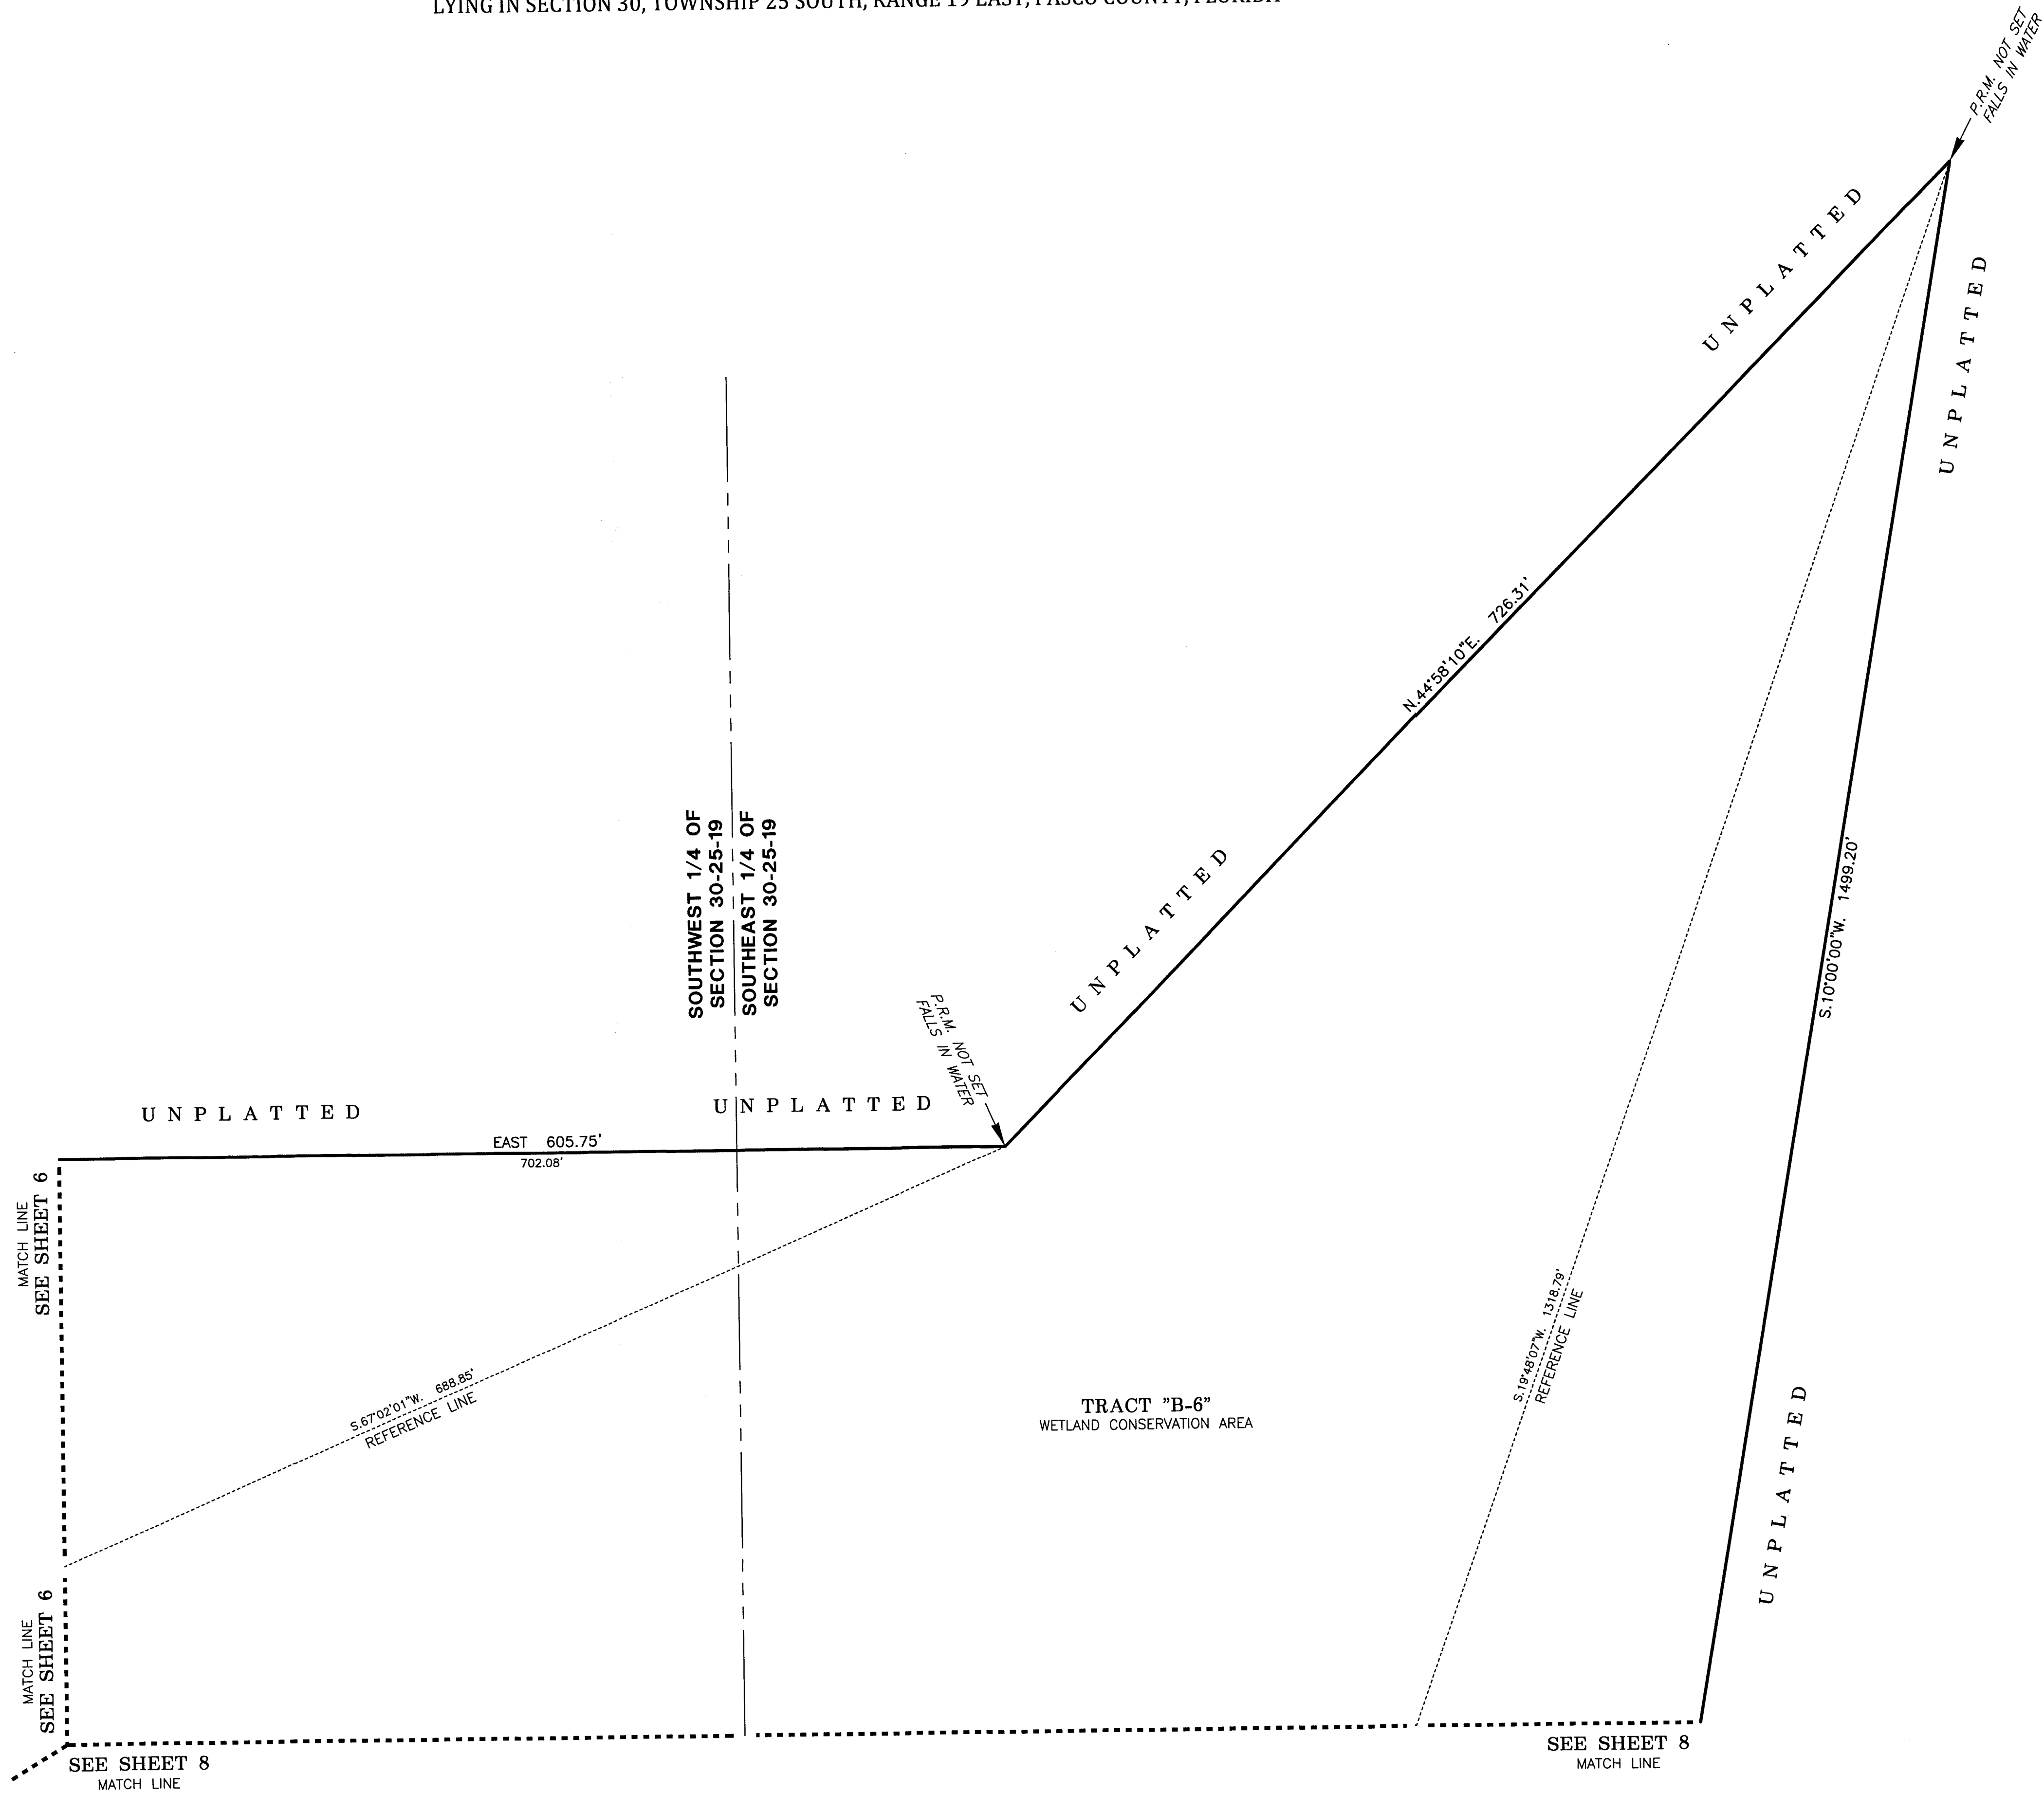 LYING IN SECTION 30, TOWNSHIP 25 SOUTH, RANGE 19 EAST, PASCO COUNTY, FLORIDA
P.R.M. NOT SET
FALLS IN WATER
UNPLATTED
UNPLATTED
N.44°58'10"E. 726.31'
SOUTHWEST 1/4 OF
SECTION 30-25-19
SOUTHEAST 1/4 OF
SECTION 30-25-19
UNPLATTED
S.10°00'00"W. 1499.20'
P.R.M. NOT SET
FALLS IN WATER
UNPLATTED
UNPLATTED
EAST 605.75'
702.08'
MATCH LINE
SEE SHEET 6
S.67°02'01"W. 688.85'
REFERENCE LINE
TRACT "B-6"
WETLAND CONSERVATION AREA
S.19°48'07"W. 1318.79'
REFERENCE LINE
UNPLATTED
MATCH LINE
SEE SHEET 6
SEE SHEET 8
MATCH LINE
SEE SHEET 8
MATCH LINE